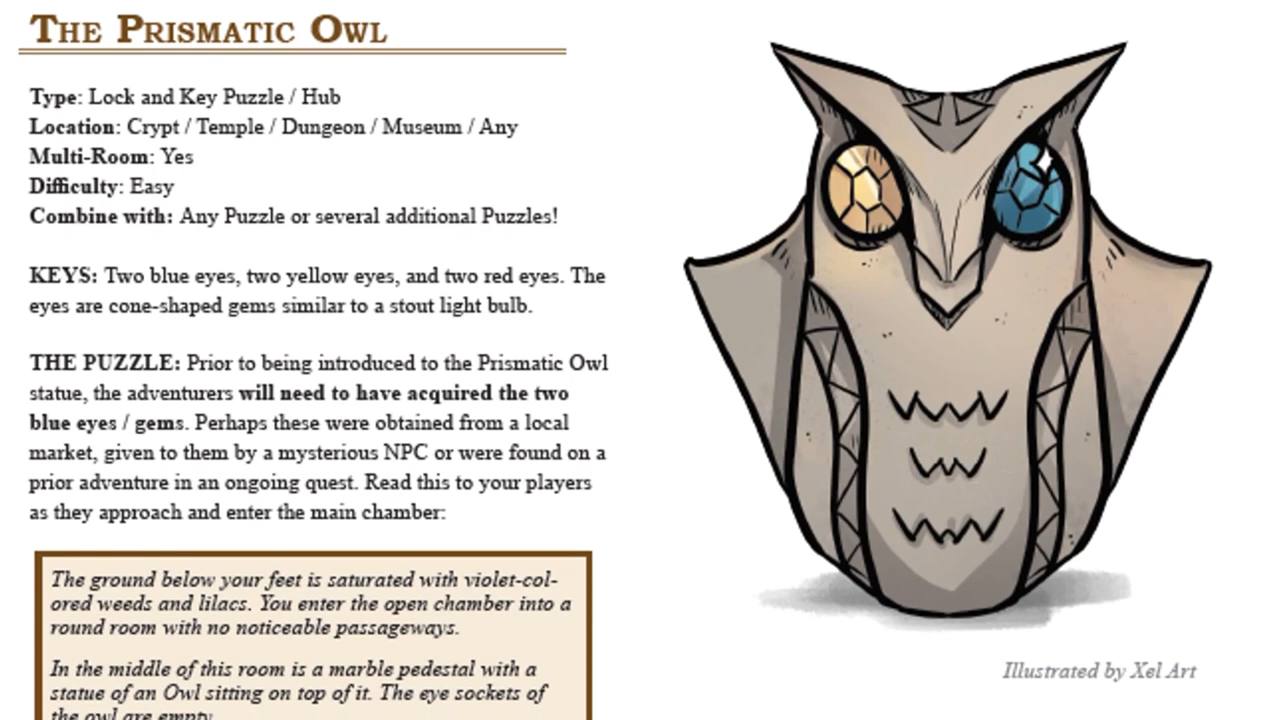 The Prismatic Owl
Type: Lock and Key Puzzle / Hub
Location: Crypt / Temple / Dungeon / Museum / Any
Multi-Room: Yes
Difficulty: Easy
Combine with: Any Puzzle or several additional Puzzles!
KEYS: Two blue eyes, two yellow eyes, and two red eyes. The
eyes are cone-shaped gems similar to a stout light bulb.
THE PUZZLE: Prior to being introduced to the Prismatic Owl
statue, the adventurers will need to have acquired the two
blue eyes / gems. Perhaps these were obtained from a local
market, given to them by a mysterious NPC or were found on a
prior adventure in an ongoing quest. Read this to your players
as they approach and enter the main chamber:
The ground below your feet is saturated with violet-col-
ored weeds and lilacs. You enter the open chamber into a
round room with no noticeable passageways.
In the middle of this room is a marble pedestal with a
statue of an Owl sitting on top of it. The eye sockets of
the owl are empty.
Illustrated by Xel Art